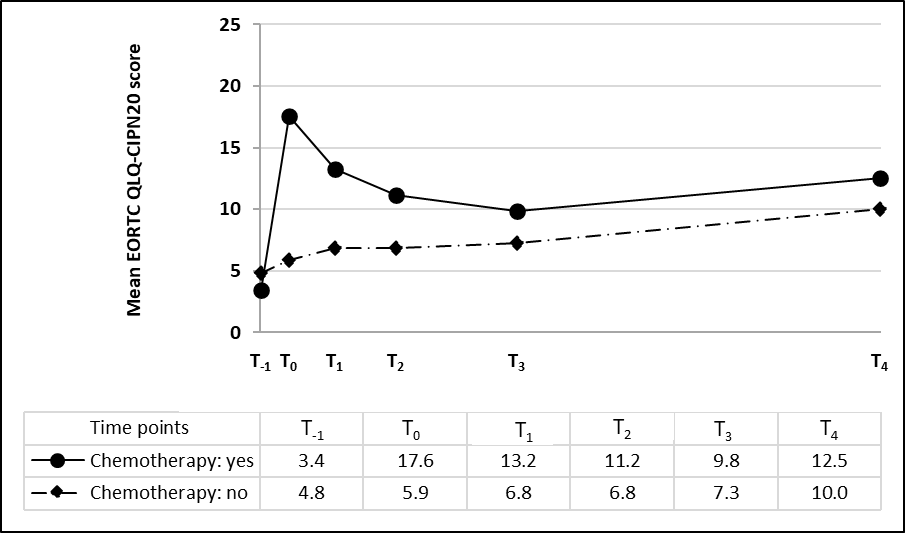 Mean EORTC QLQ-CIPN20 score
25
20
15
10
5
0
T-1 T0 T1 T2 T3 T4
Time points T-1 T0 T1 T2 T3 T4
Chemotherapy: yes 3.4 17.6 13.2 11.2 9.8 12.5
Chemotherapy: no 4.8 5.9 6.8 6.8 7.3 10.0